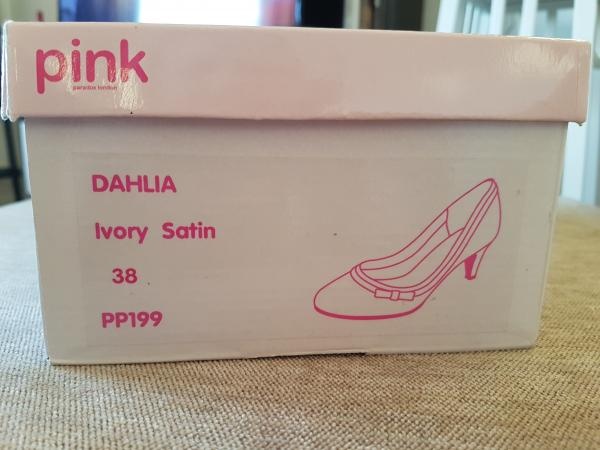 pink
paradox london
DAHLIA
Ivory Satin
38
PP199